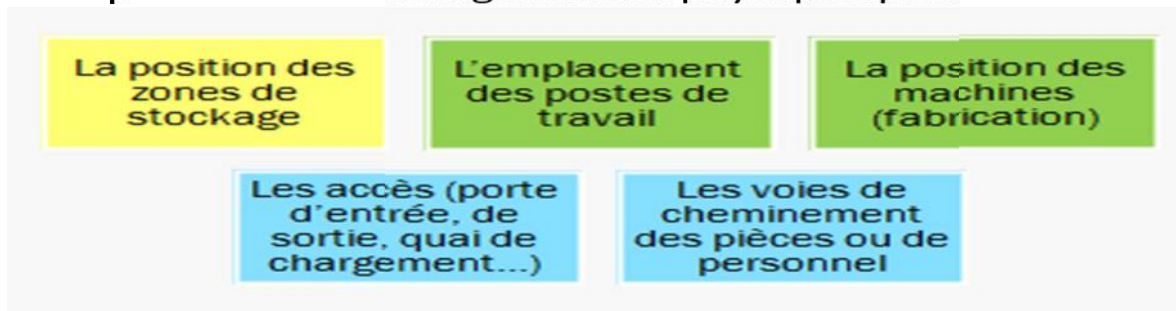 La position des
zones de
stockage
L'emplacement
des postes de
travail
La position des
machines
(fabrication)
Les accès (porte
d'entrée, de
sortie, quai de
chargement...)
Les voies de
cheminement
des pièces ou de
personnel